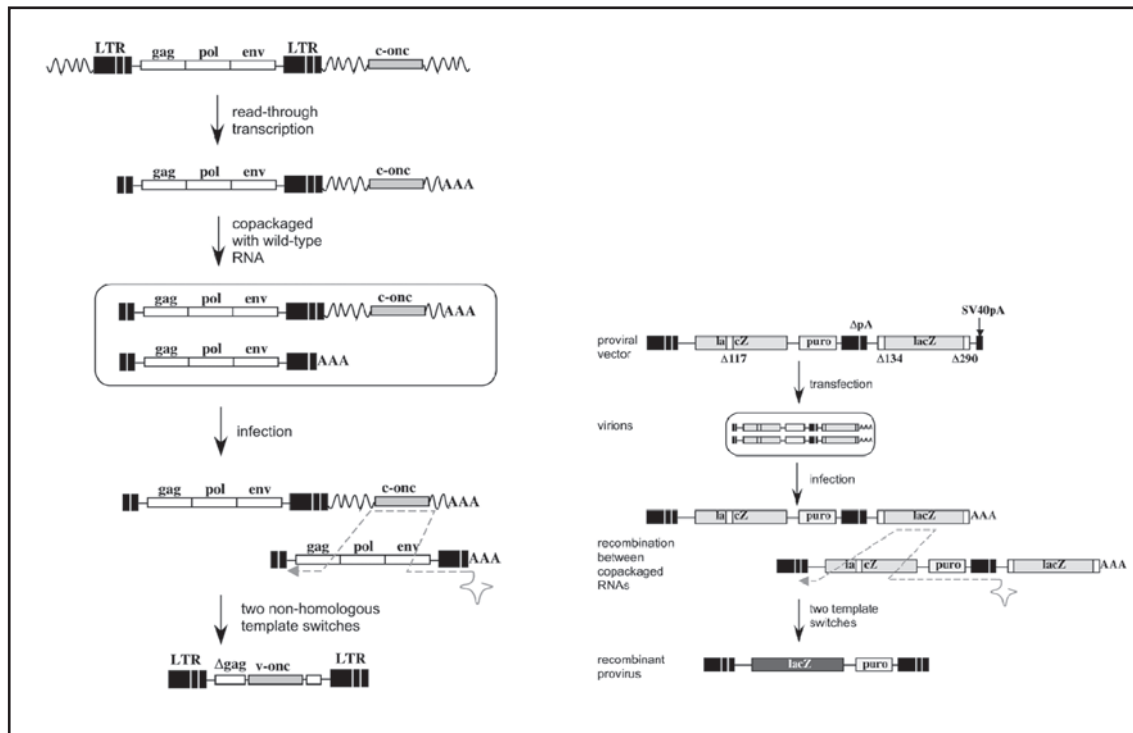 LTR LTR
gag pol env c-onc
read-through
transcription
gag pol env c-onc
AAA
copackaged
with wild-type
RNA
gag pol env c-onc
AAA
gag pol env
AAA
infection
gag pol env c-onc
AAA
gag pol env
AAA
two non-homologous
template switches
LTR Δgag v-onc LTR
SV40pA
ΔpA
proviral
vector
la cZ puro lacZ
Δ117 Δ134 Δ290
transfection
virions
AAA
AAA
infection
la cZ puro lacZ AAA
recombination
between
copackaged
RNAs
la cZ puro lacZ AAA
two template
switches
recombinant
provirus
lacZ puro